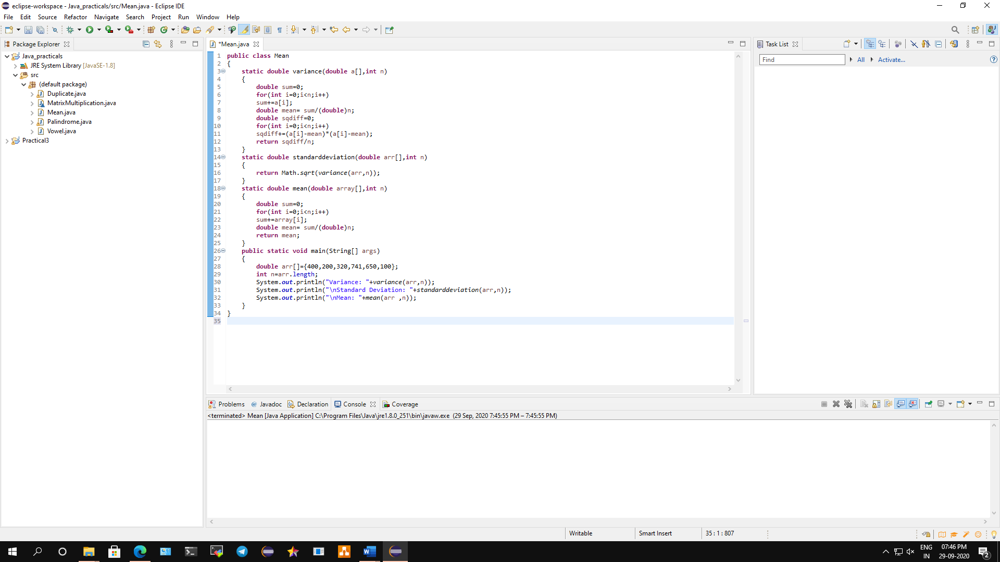 eclipse-workspace - Java_practicals/src/Mean.java - Eclipse IDE
File Edit Source Refactor Navigate Search Project Run Window Help
Package Explorer
Java_practicals
JRE System Library [JavaSE-1.8]
src
(default package)
Duplicate.java
MatrixMultiplication.java
Mean.java
Palindrome.java
Vowel.java
Practical3
*Mean.java
1 public class Mean
2 {
3 static double variance(double a[],int n)
4 {
5 double sum=0;
6 for(int i=0;i<n;i++)
7 sum+=a[i];
8 double mean= sum/(double)n;
9 double sqdiff=0;
10 for(int i=0;i<n;i++)
11 sqdiff+=(a[i]-mean)*(a[i]-mean);
12 return sqdiff/n;
13 }
14 static double standarddeviation(double arr[],int n)
15 {
16 return Math.sqrt(variance(arr,n));
17 }
18 static double mean(double array[],int n)
19 {
20 double sum=0;
21 for(int i=0;i<n;i++)
22 sum+=array[i];
23 double mean= sum/(double)n;
24 return mean;
25 }
26 public static void main(String[] args)
27 {
28 double arr[]={400,200,320,741,650,100};
29 int n=arr.length;
30 System.out.println("Variance: "+variance(arr,n));
31 System.out.println("\nStandard Deviation: "+standarddeviation(arr,n));
32 System.out.println("\nMean: "+mean(arr ,n));
33 }
34 }
35
Task List
Find All Activate...
Problems @ Javadoc Declaration Console Coverage
<terminated> Mean [Java Application] C:\Program Files\Java\jre1.8.0_251\bin\javaw.exe (29 Sep, 2020 7:45:55 PM – 7:45:55 PM)
Writable Smart Insert 35 : 1 : 807
ENG
IN
07:46 PM
29-09-2020
2